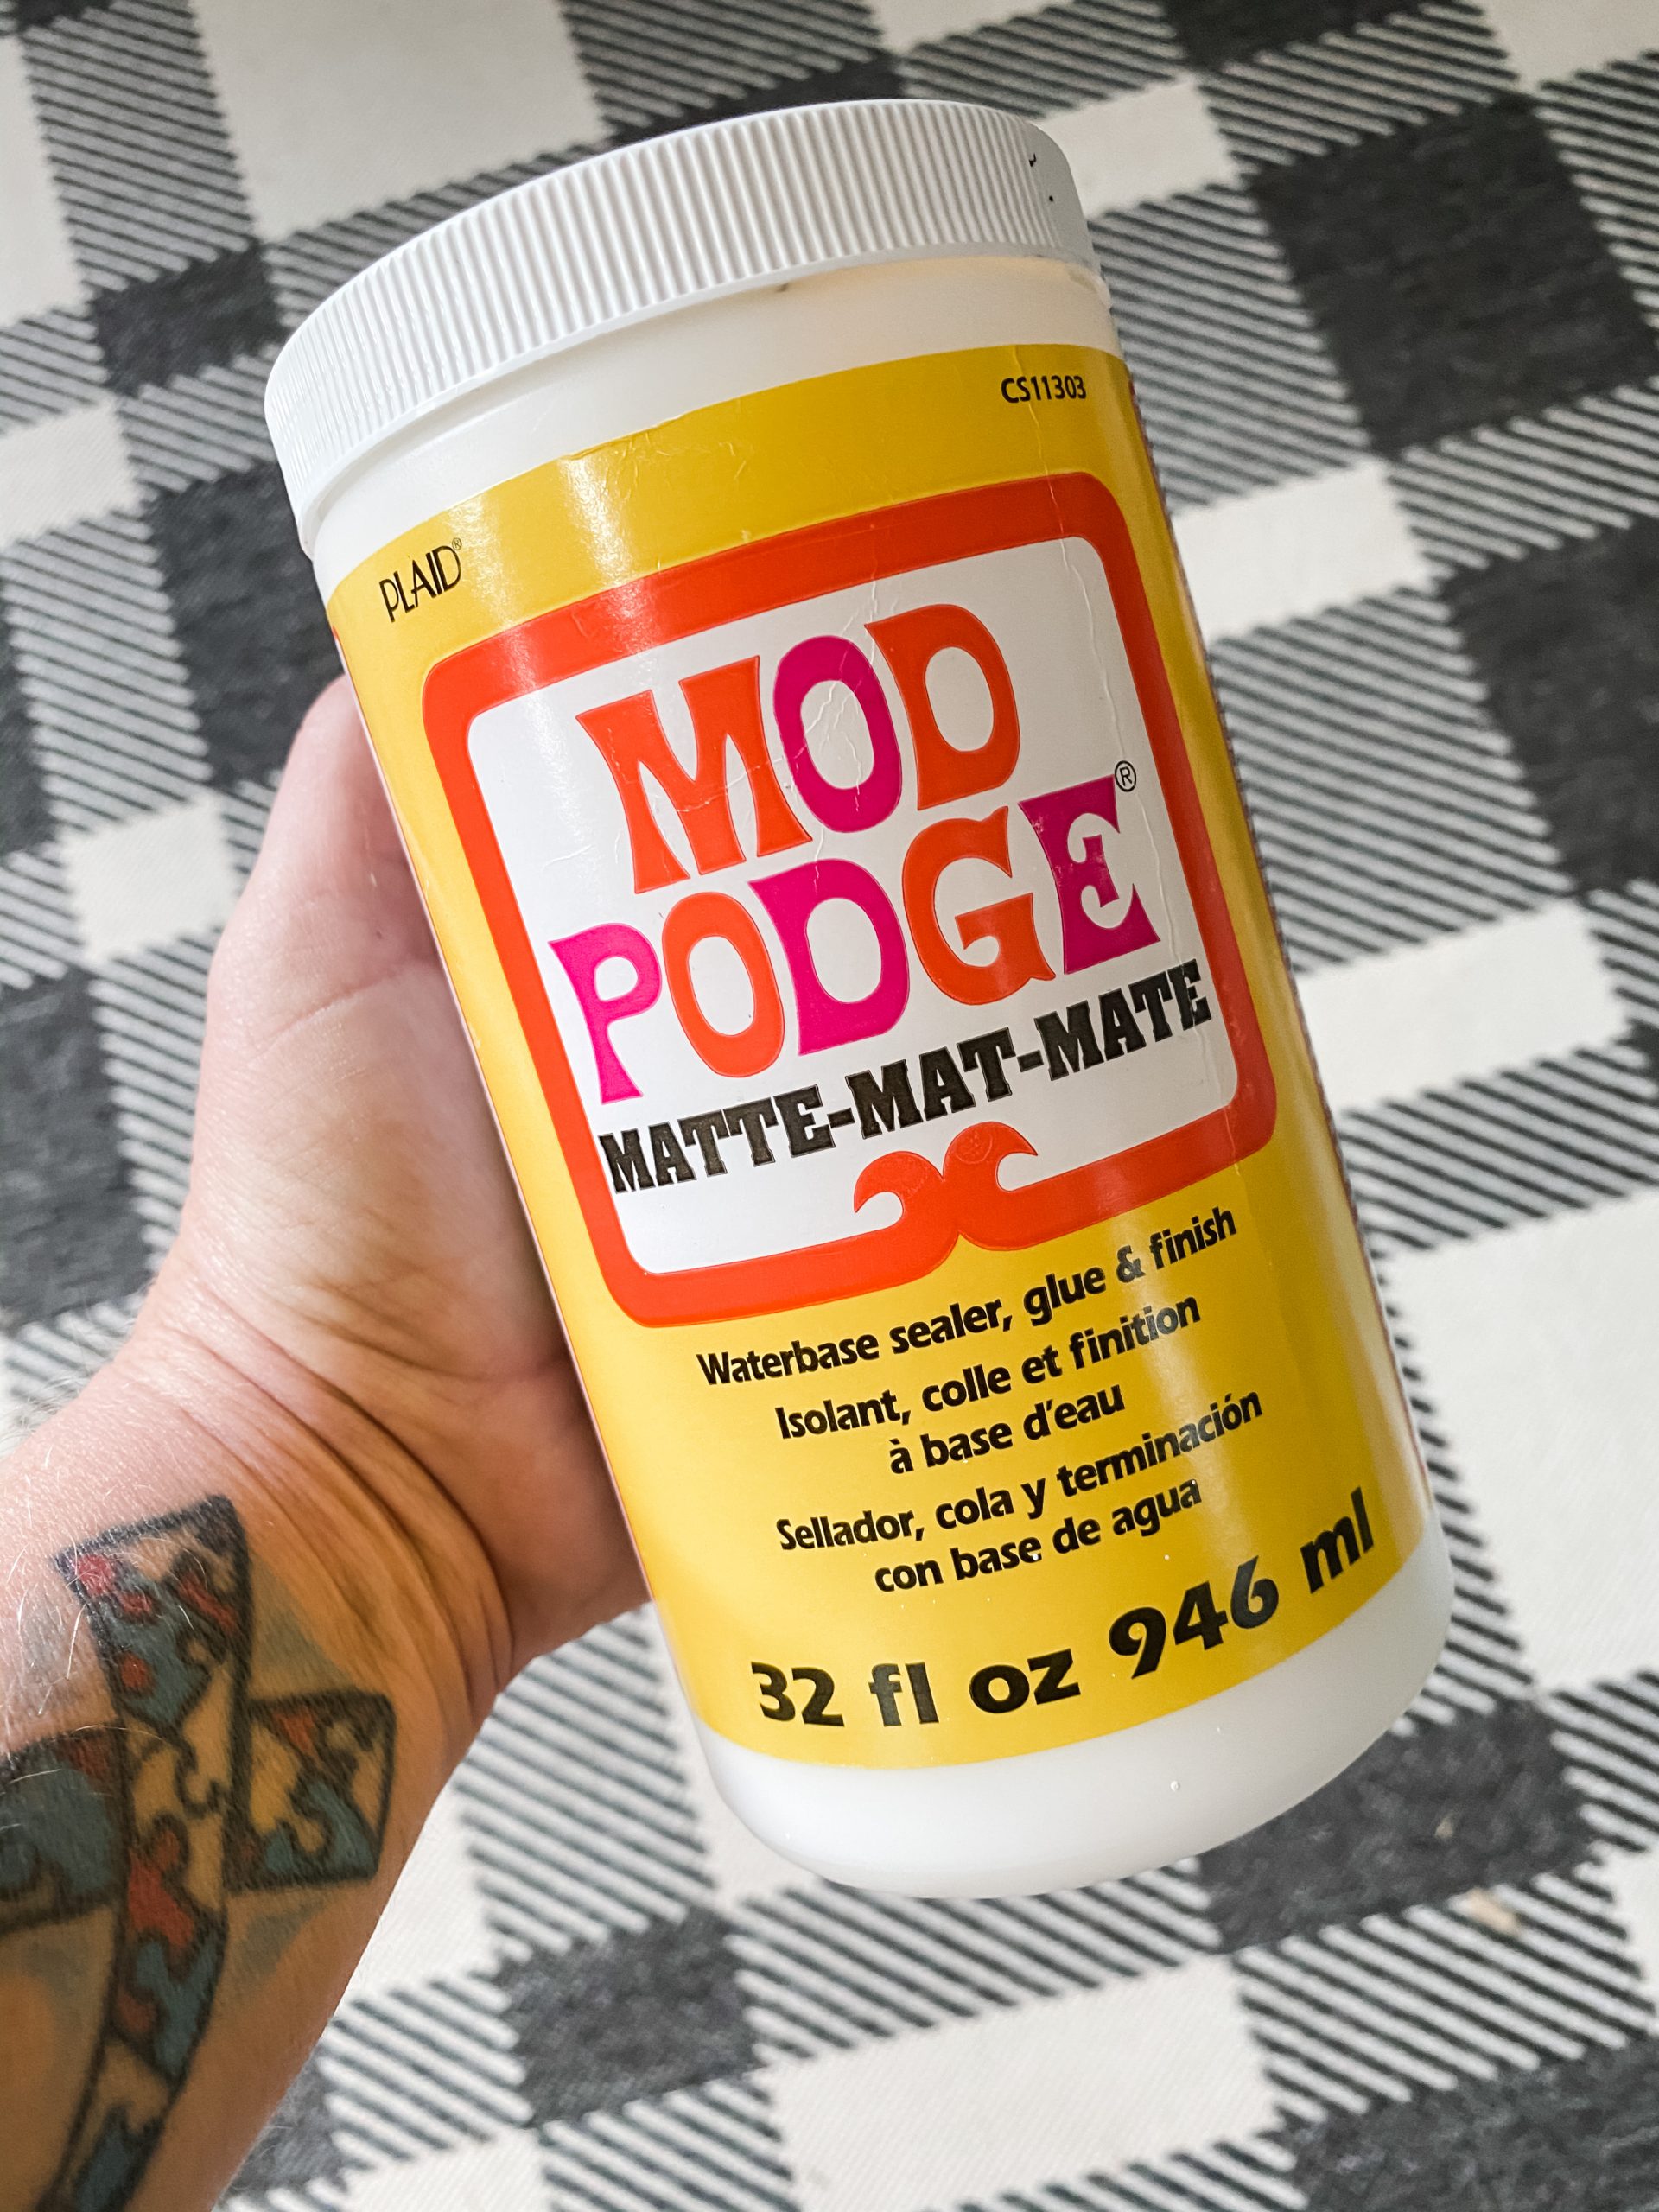 CS11303
PLAID®
MOD
PODGE®
MATTE-MAT-MATE
Waterbase sealer, glue & finish
Isolant, colle et finition
à base d'eau
Sellador, cola y terminación
con base de agua
32 fl oz 946 ml